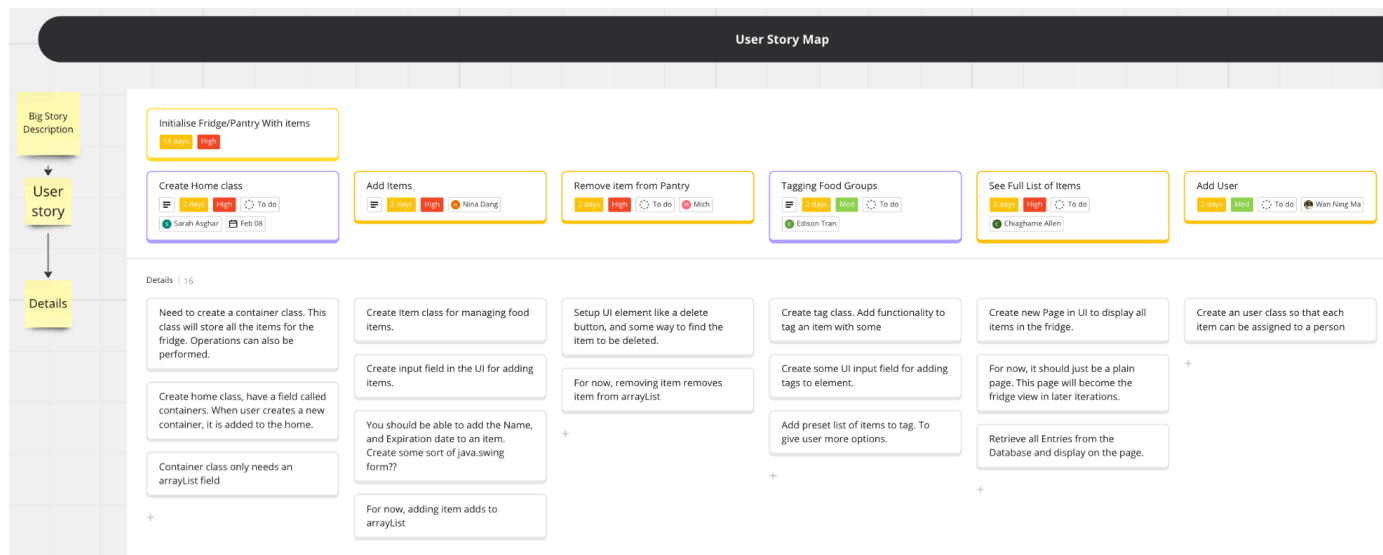 User Story Map
Big Story
Description
User
story
Details
Initialise Fridge/Pantry With items
14 days High
Create Home class
2 days High To do
S Sarah Asghar Feb 08
Add Items
2 days High N Nina Dang
Remove item from Pantry
2 days High To do M Mich
Tagging Food Groups
2 days Med To do
E Edison Tran
See Full List of Items
2 days High To do
C Chiaghame Allen
Add User
2 days Med To do Wan Ning Ma
Details 16
Need to create a container class. This
class will store all the items for the
fridge. Operations can also be
performed.
Create home class, have a field called
containers. When user creates a new
container, it is added to the home.
Container class only needs an
arrayList field
Create Item class for managing food
items.
Create input field in the UI for adding
items.
You should be able to add the Name,
and Expiration date to an item.
Create some sort of java.swing
form??
For now, adding item adds to
arrayList
Setup UI element like a delete
button, and some way to find the
item to be deleted.
For now, removing item removes
item from arrayList
Create tag class. Add functionality to
tag an item with some
Create some UI input field for adding
tags to element.
Add preset list of items to tag. To
give user more options.
Create new Page in UI to display all
items in the fridge.
For now, it should just be a plain
page. This page will become the
fridge view in later iterations.
Retrieve all Entries from the
Database and display on the page.
Create an user class so that each
item can be assigned to a person